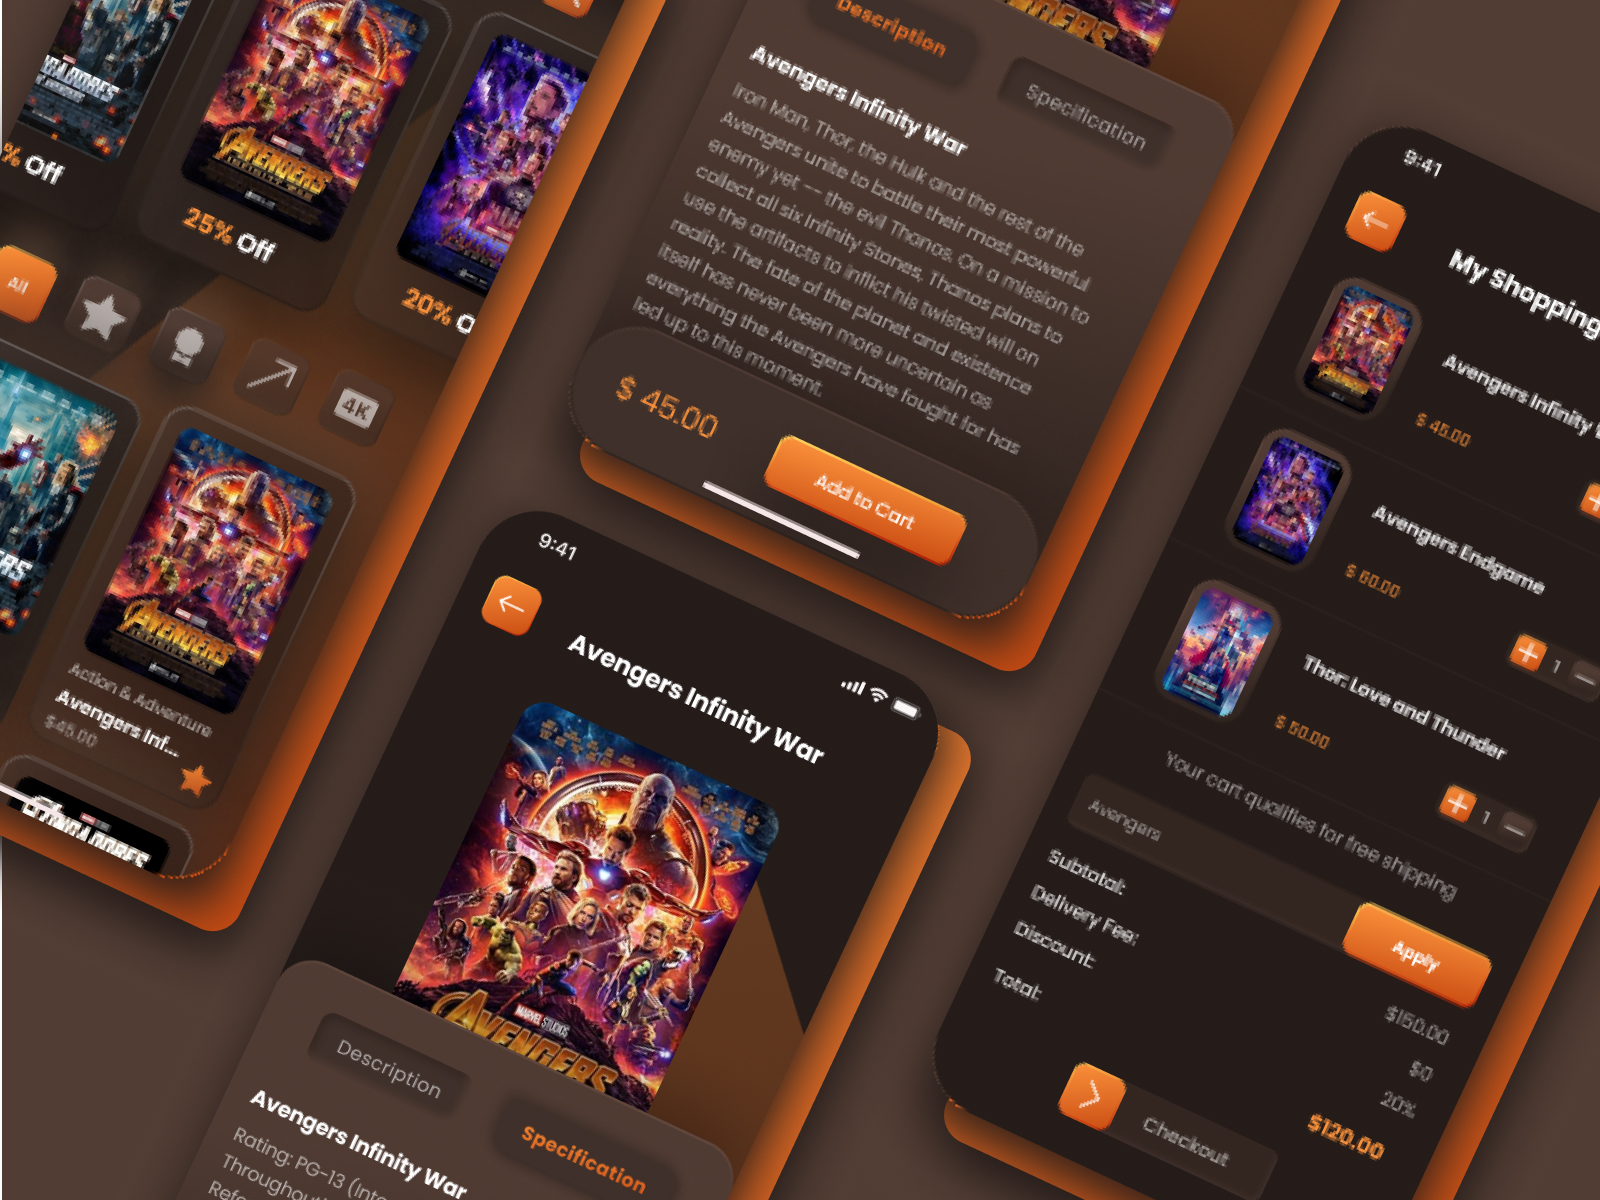 % Off
AVENGERS
25% Off
20% O
All
4K
AVENGERS
Action & Adventure
Avengers Inf...
$45.00
Description
Specification
Avengers Infinity War
Iron Man, Thor, the Hulk and the rest of the
Avengers unite to battle their most powerful
enemy yet -- the evil Thanos. On a mission to
collect all six Infinity Stones, Thanos plans to
use the artifacts to inflict his twisted will on
reality. The fate of the planet and existence
itself has never been more uncertain as
everything the Avengers have fought for has
led up to this moment.
$ 45.00
Add to Cart
9:41
Avengers Infinity War
MARVEL STUDIOS
AVENGERS
Description
Specification
Avengers Infinity War
Rating: PG-13 (Inte
Throughout
Refe
9:41
My Shopping
Avengers Infinity
$ 45.00
Avengers Endgame
$ 60.00
1
Thor: Love and Thunder
$ 50.00
1
Your cart qualifies for free shipping
Avengers
Apply
Subtotal:
$150.00
Delivery Fee:
$0
Discount:
20%
Total:
$120.00
Checkout